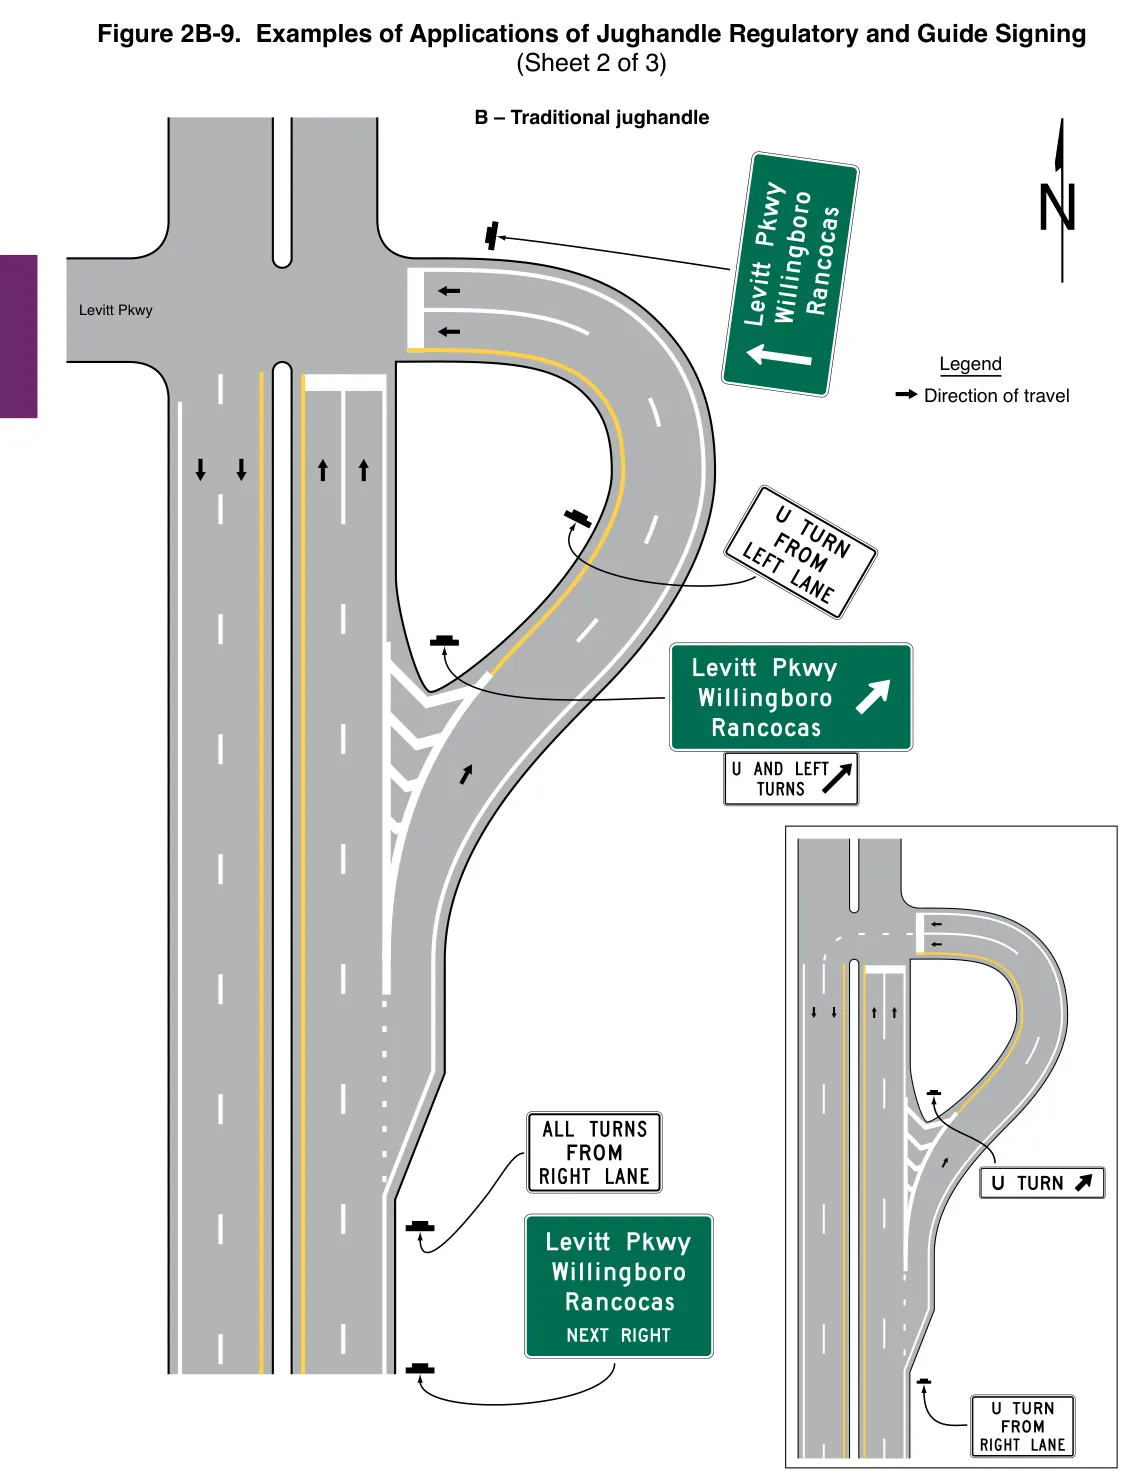 Figure 2B-9.  Examples of Applications of Jughandle Regulatory and Guide Signing
(Sheet 2 of 3)
B – Traditional jughandle
Levitt Pkwy
Willingboro
Rancocas
N
Levitt Pkwy
Legend
Direction of travel
U TURN
FROM
LEFT LANE
Levitt Pkwy
Willingboro
Rancocas
U AND LEFT
TURNS
ALL TURNS
FROM
RIGHT LANE
Levitt Pkwy
Willingboro
Rancocas
NEXT RIGHT
U TURN
U TURN
FROM
RIGHT LANE